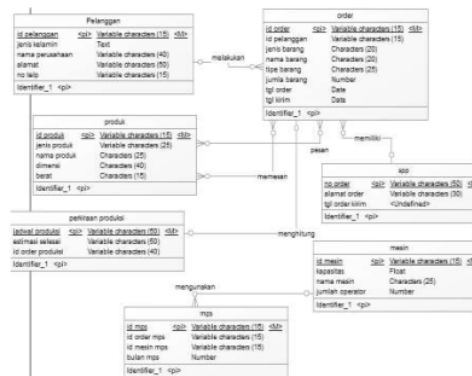 Pelanggan
id pelanggan <pi> Variable characters (15) <M>
jenis kelamin Text
nama perusahaan Variable characters (40)
alamat Variable characters (50)
no telp Variable characters (15)
Identifier_1 <pi>
melakukan
order
id order <pi> Variable characters (15) <M>
id pelanggan Variable characters (15)
jenis barang Characters (20)
nama barang Characters (20)
tipe barang Characters (25)
jumla barang Number
tgl order Date
tgl kirim Date
Identifier_1 <pi>
produk
id produk <pi> Variable characters (15) <M>
jenis produk Variable characters (25)
nama produk Characters (25)
dimensi Characters (40)
berat Characters (15)
Identifier_1 <pi>
memesan
pesan
memiliki
no order <pi> Variable characters (50)
alamat order Variable characters (30)
tgl order kirim <Undefined>
Identifier_1 <pi>
perkiraan produksi
jadwal produksi <pi> Variable characters (50) <M>
estimasi selesai Variable characters (50)
id order produksi Variable characters (40)
Identifier_1 <pi>
menghitung
mesin
id mesin <pi> Variable characters (15)
kapasitas Float
nama mesin Characters (25)
jumlah operator Number
Identifier_1 <pi>
mengunakan
mps
id mps <pi> Variable characters (15) <M>
id order mps Variable characters (15)
id mesin mps Variable characters (15)
bulan mps Number
Identifier_1 <pi>